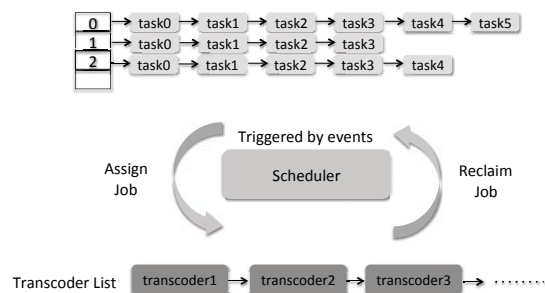 0 task0 task1 task2 task3 task4 task5
1 task0 task1 task2 task3
2 task0 task1 task2 task3 task4
Triggered by events
Assign
Job
Scheduler
Reclaim
Job
Transcoder List transcoder1 transcoder2 transcoder3 ........